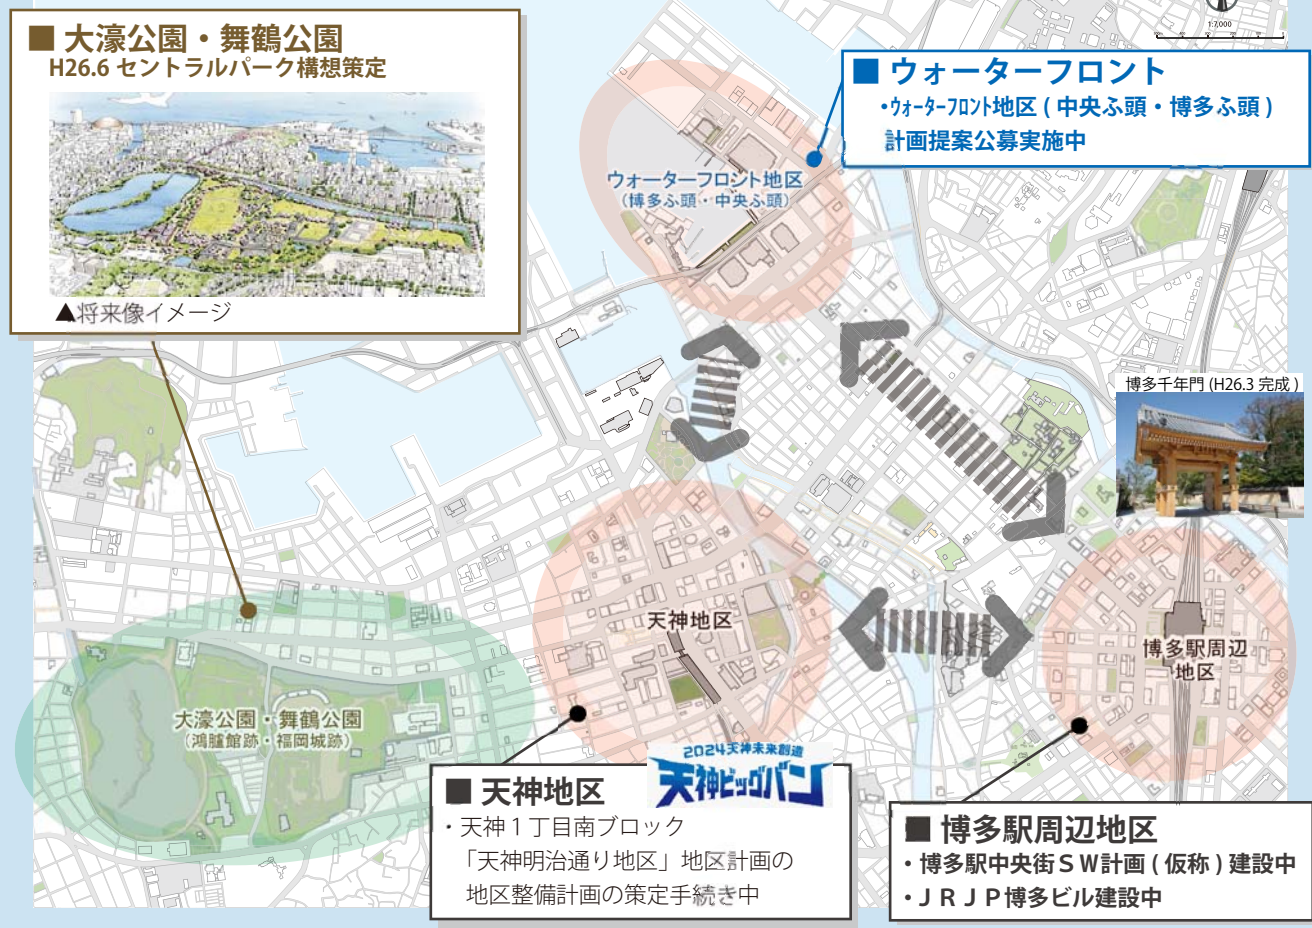 ■ 大濠公園・舞鶴公園
H26.6 セントラルパーク構想策定
▲将来像イメージ
1:7,000
■ ウォーターフロント
・ウォーターフロント地区 ( 中央ふ頭・博多ふ頭 )
計画提案公募実施中
ウォーターフロント地区
(博多ふ頭・中央ふ頭)
博多千年門 (H26.3 完成 )
天神地区
博多駅周辺
地区
大濠公園・舞鶴公園
(鴻臚館跡・福岡城跡)
2024天神未来創造
天神ビッグバン
■ 天神地区
・天神１丁目南ブロック
「天神明治通り地区」地区計画の
地区整備計画の策定手続き中
■ 博多駅周辺地区
・博多駅中央街ＳＷ計画 ( 仮称 ) 建設中
・ＪＲＪＰ博多ビル建設中